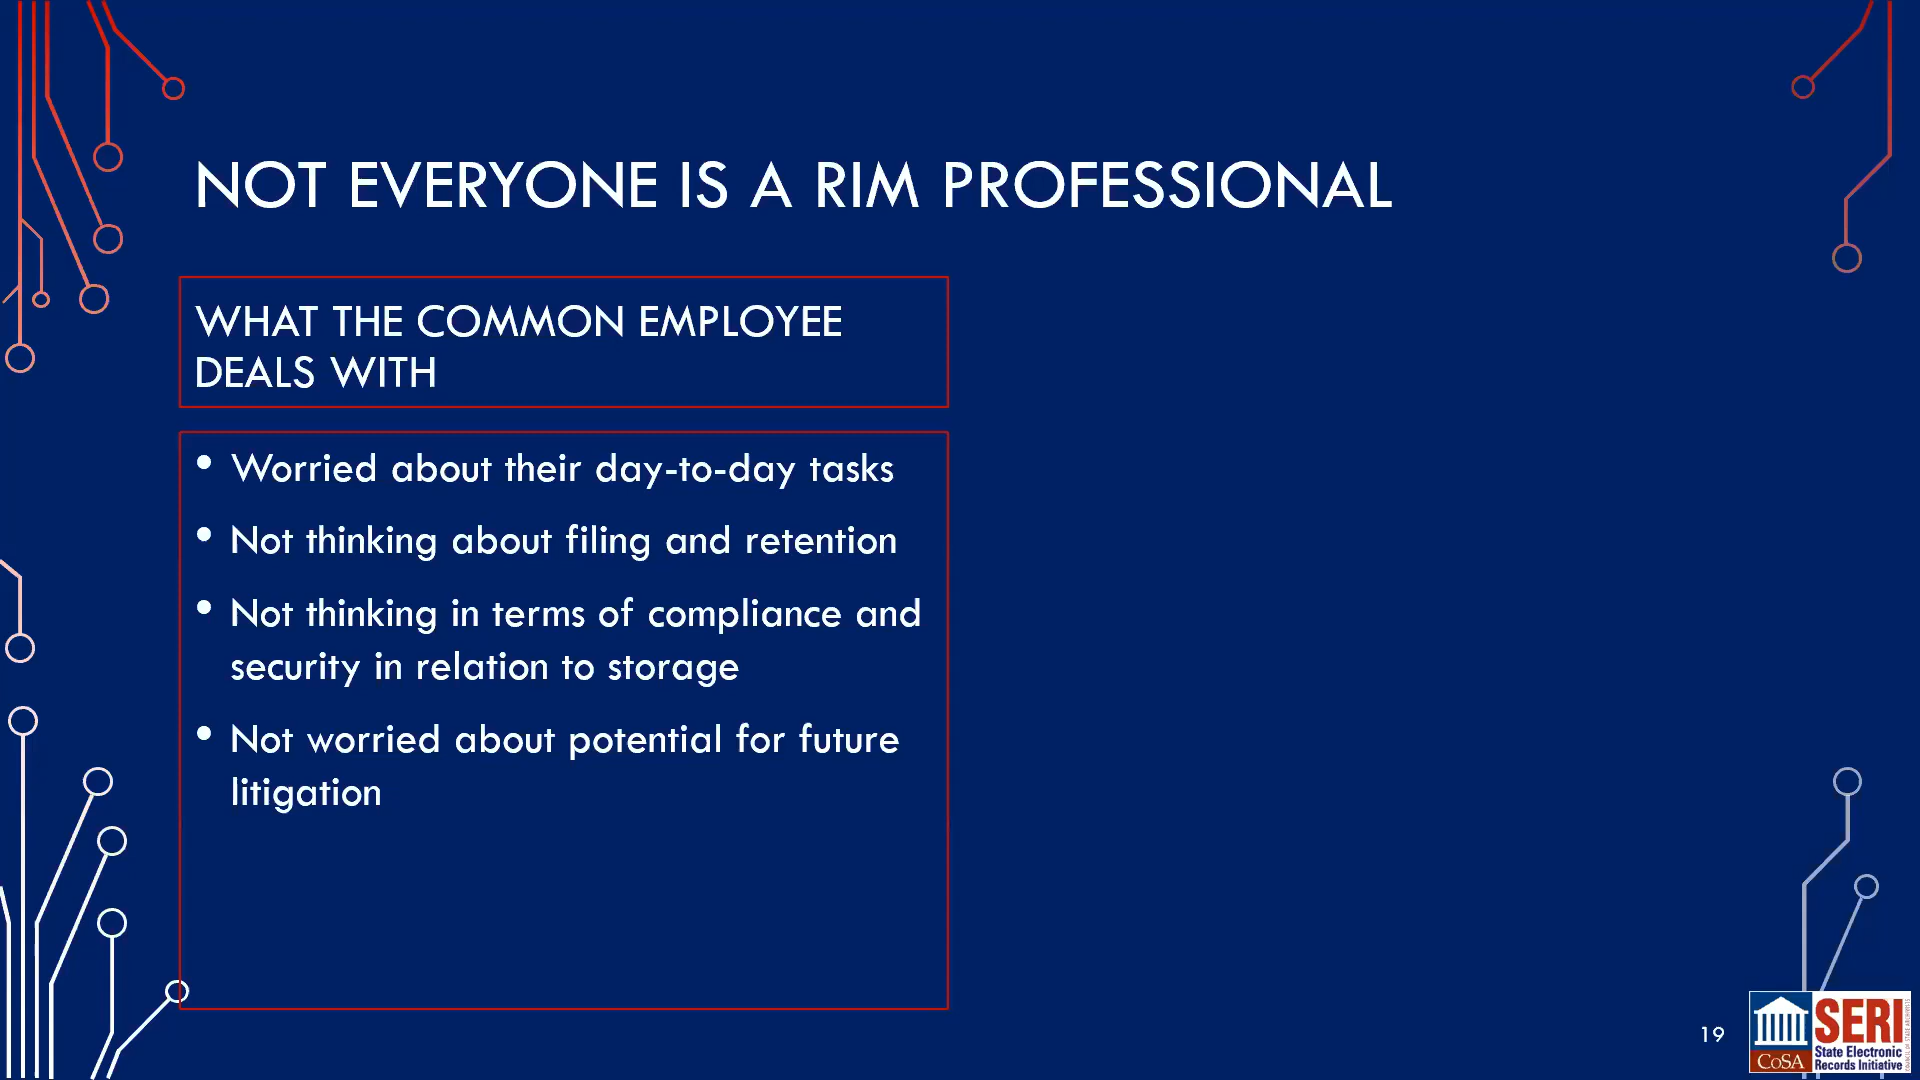 NOT EVERYONE IS A RIM PROFESSIONAL
WHAT THE COMMON EMPLOYEE
DEALS WITH
• Worried about their day-to-day tasks
• Not thinking about filing and retention
• Not thinking in terms of compliance and
security in relation to storage
• Not worried about potential for future
litigation
19
CoSA
SERI
State Electronic
Records Initiative